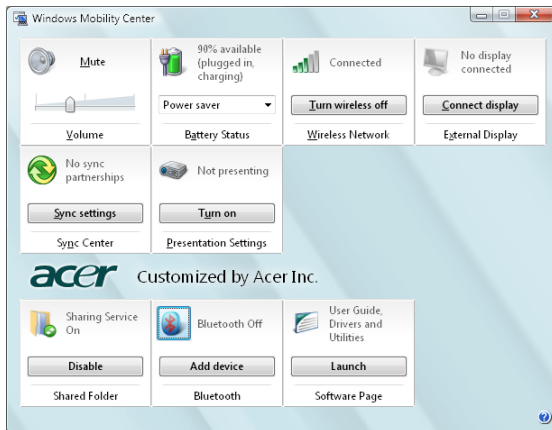 Windows Mobility Center
Mute
Volume
90% available
(plugged in,
charging)
Power saver
Battery Status
Connected
Turn wireless off
Wireless Network
No display
connected
Connect display
External Display
No sync
partnerships
Sync settings
Sync Center
Not presenting
Turn on
Presentation Settings
acer Customized by Acer Inc.
Sharing Service
On
Disable
Shared Folder
Bluetooth Off
Add device
Bluetooth
User Guide,
Drivers and
Utilities
Launch
Software Page